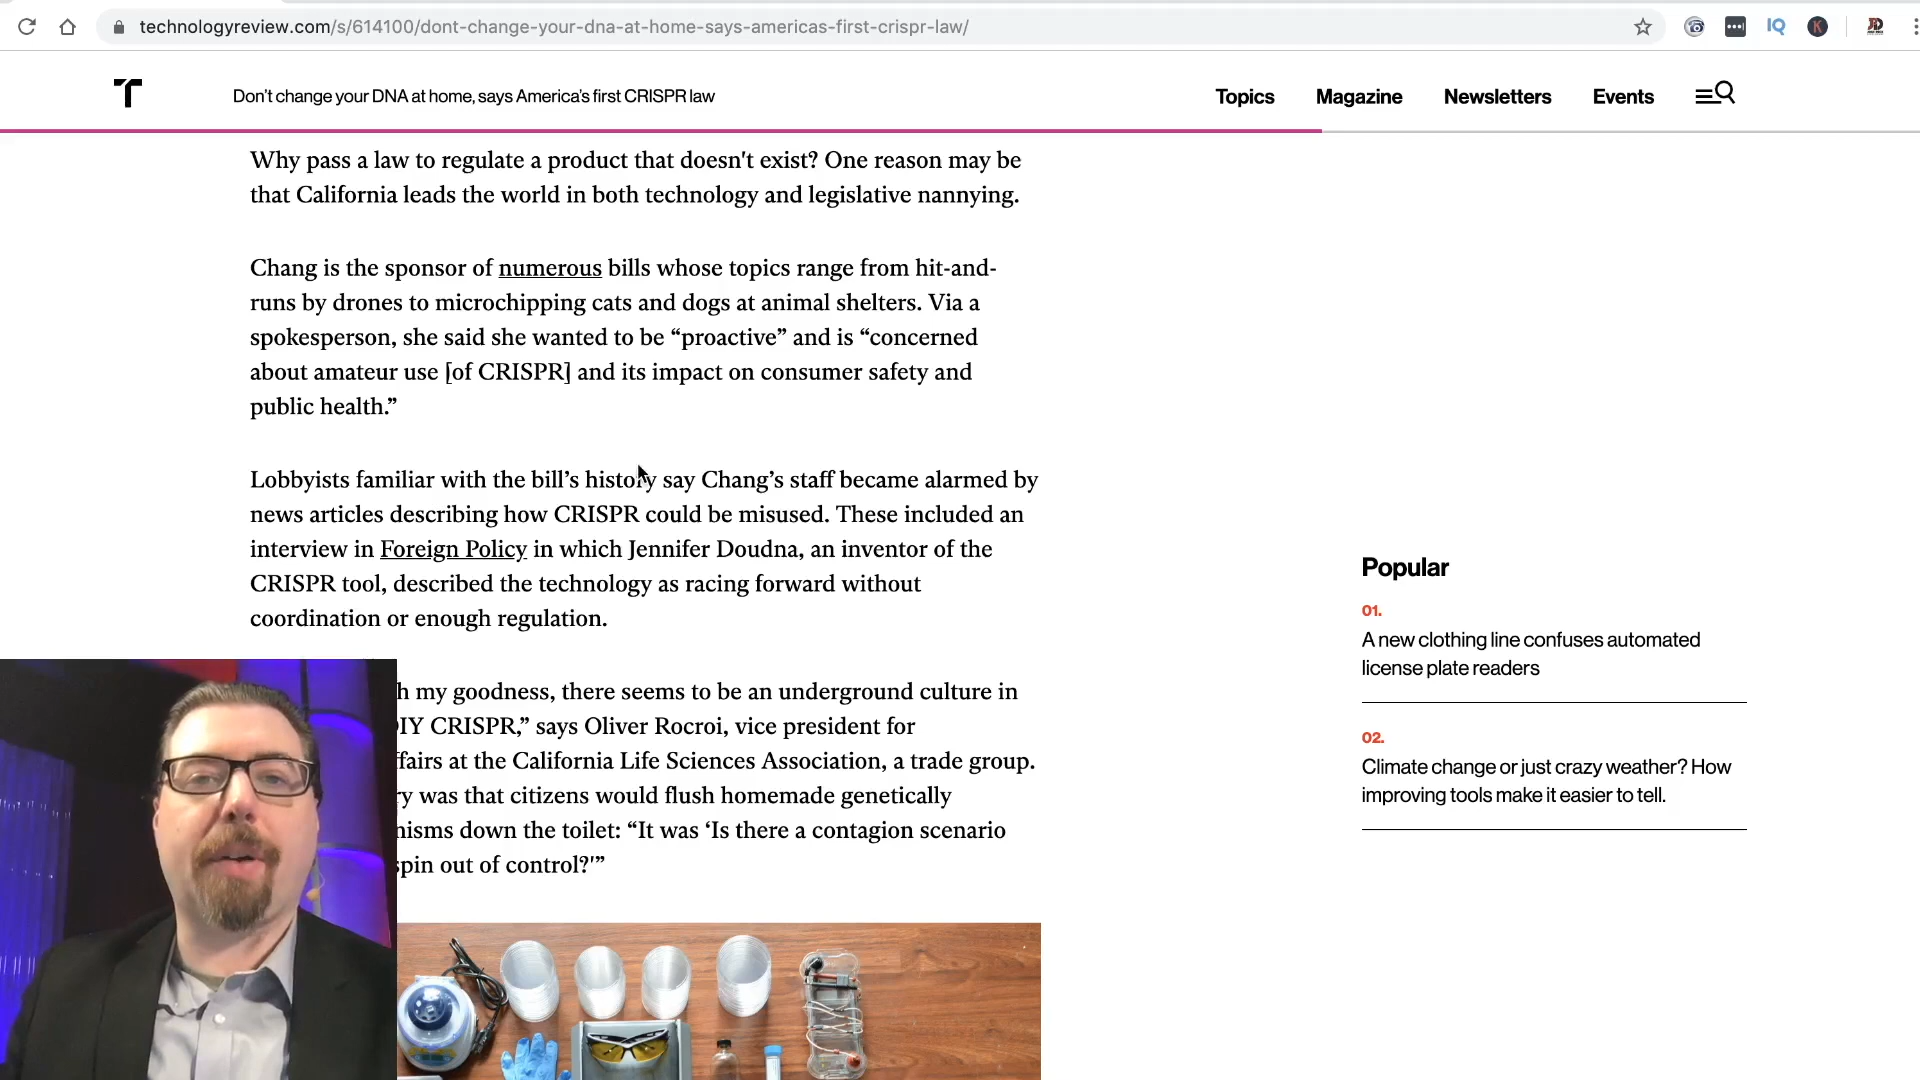 technologyreview.com/s/614100/dont-change-your-dna-at-home-says-americas-first-crispr-law/
IQ
K
Don't change your DNA at home, says America's first CRISPR law
Topics
Magazine
Newsletters
Events
Why pass a law to regulate a product that doesn't exist? One reason may be
that California leads the world in both technology and legislative nannying.
Chang is the sponsor of numerous bills whose topics range from hit-and-
runs by drones to microchipping cats and dogs at animal shelters. Via a
spokesperson, she said she wanted to be “proactive” and is “concerned
about amateur use [of CRISPR] and its impact on consumer safety and
public health.”
Lobbyists familiar with the bill’s history say Chang’s staff became alarmed by
news articles describing how CRISPR could be misused. These included an
interview in Foreign Policy in which Jennifer Doudna, an inventor of the
CRISPR tool, described the technology as racing forward without
coordination or enough regulation.
h my goodness, there seems to be an underground culture in
DIY CRISPR,” says Oliver Rocroi, vice president for
ffairs at the California Life Sciences Association, a trade group.
ry was that citizens would flush homemade genetically
nisms down the toilet: “It was ‘Is there a contagion scenario
spin out of control?'”
Popular
01.
A new clothing line confuses automated
license plate readers
02.
Climate change or just crazy weather? How
improving tools make it easier to tell.